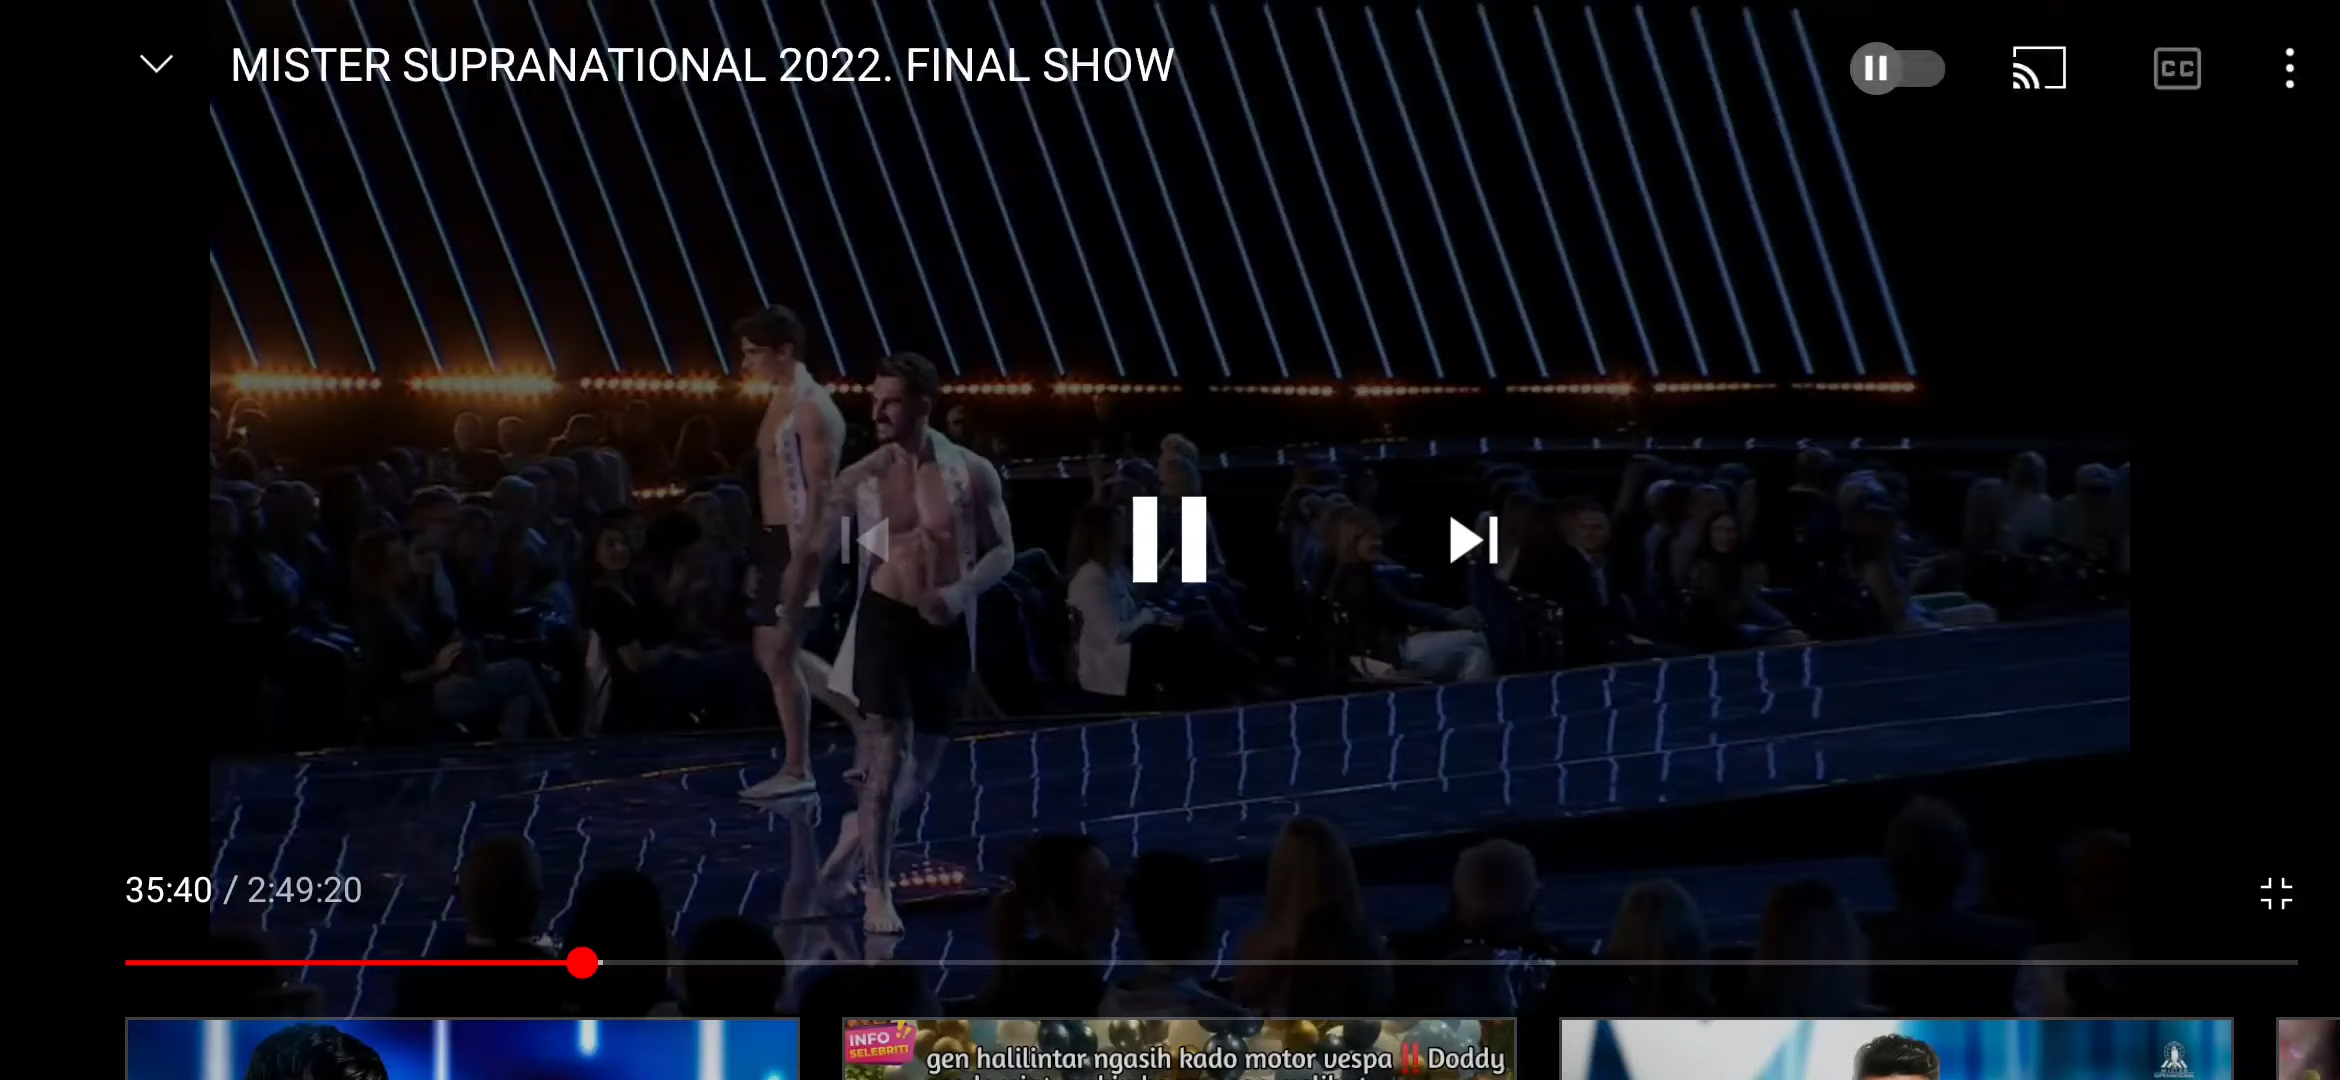 MISTER SUPRANATIONAL 2022. FINAL SHOW
CC
35:40 / 2:49:20
INFO
SELEBRITI
gen halilintar ngasih kado motor vespa‼️Doddy